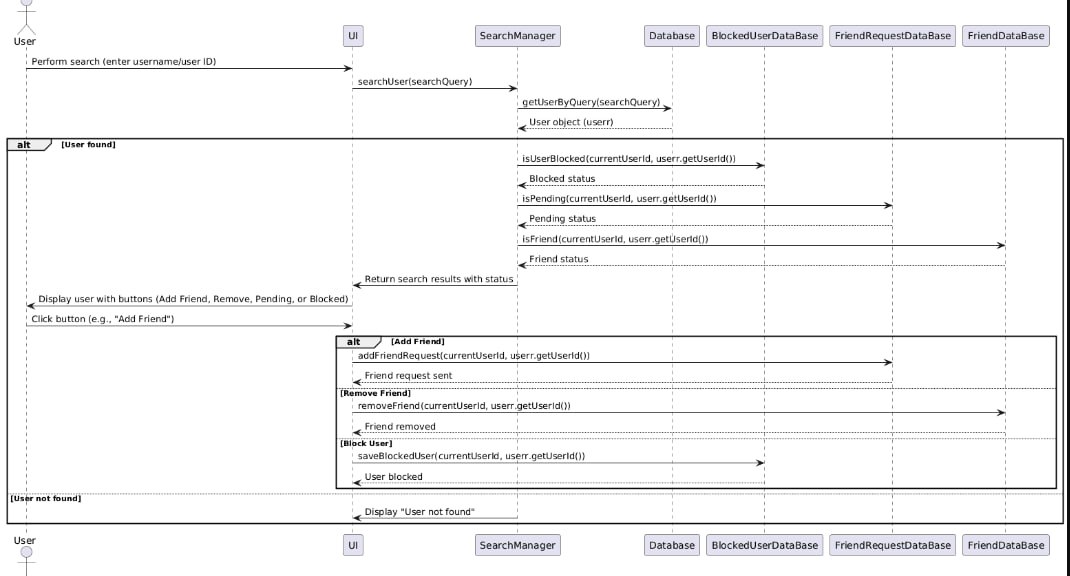 User
UI
SearchManager
Database
BlockedUserDataBase
FriendRequestDataBase
FriendDataBase
Perform search (enter username/user ID)
searchUser(searchQuery)
getUserByQuery(searchQuery)
User object (userr)
alt
[User found]
isUserBlocked(currentUserId, userr.getUserId())
Blocked status
isPending(currentUserId, userr.getUserId())
Pending status
isFriend(currentUserId, userr.getUserId())
Friend status
Return search results with status
Display user with buttons (Add Friend, Remove, Pending, or Blocked)
Click button (e.g., "Add Friend")
alt
[Add Friend]
addFriendRequest(currentUserId, userr.getUserId())
Friend request sent
[Remove Friend]
removeFriend(currentUserId, userr.getUserId())
Friend removed
[Block User]
saveBlockedUser(currentUserId, userr.getUserId())
User blocked
[User not found]
Display "User not found"
User
UI
SearchManager
Database
BlockedUserDataBase
FriendRequestDataBase
FriendDataBase